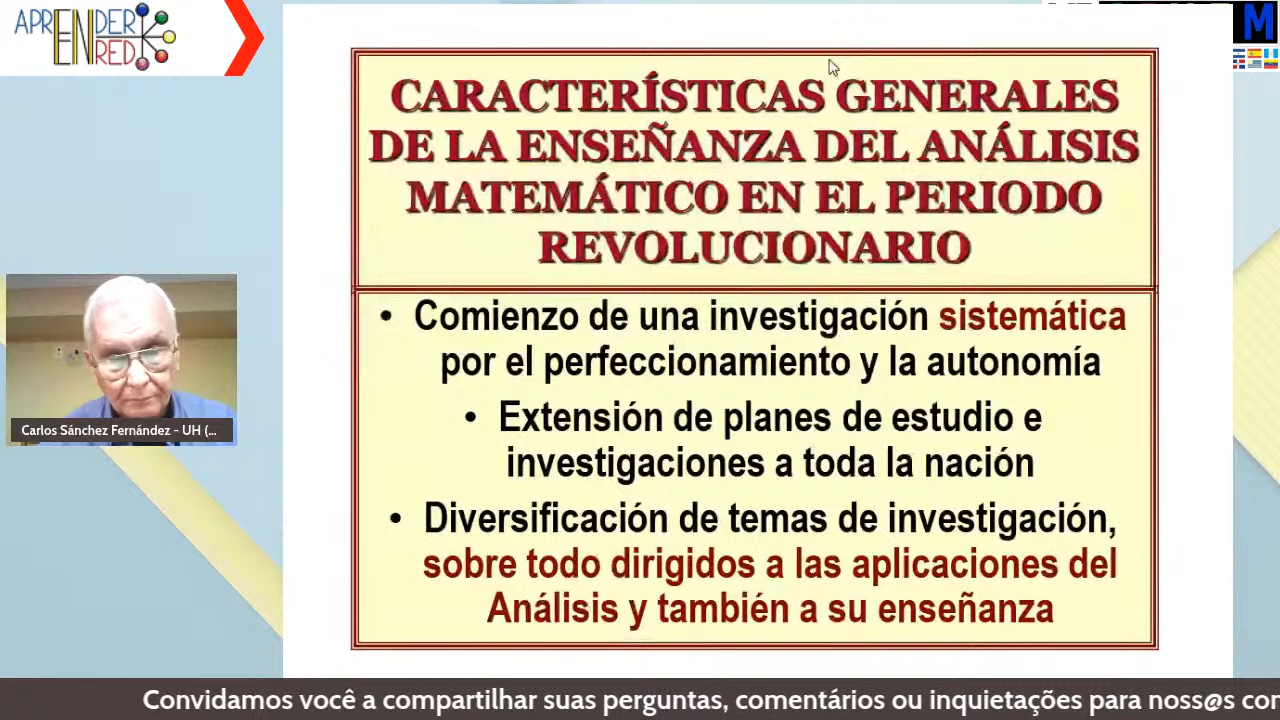 APRENDER
EN RED
M
CARACTERÍSTICAS GENERALES
DE LA ENSEÑANZA DEL ANÁLISIS
MATEMÁTICO EN EL PERIODO
REVOLUCIONARIO
• Comienzo de una investigación sistemática
por el perfeccionamiento y la autonomía
• Extensión de planes de estudio e
investigaciones a toda la nación
• Diversificación de temas de investigación,
sobre todo dirigidos a las aplicaciones del
Análisis y también a su enseñanza
Carlos Sánchez Fernández - UH (...
Convidamos você a compartilhar suas perguntas, comentários ou inquietações para noss@s con